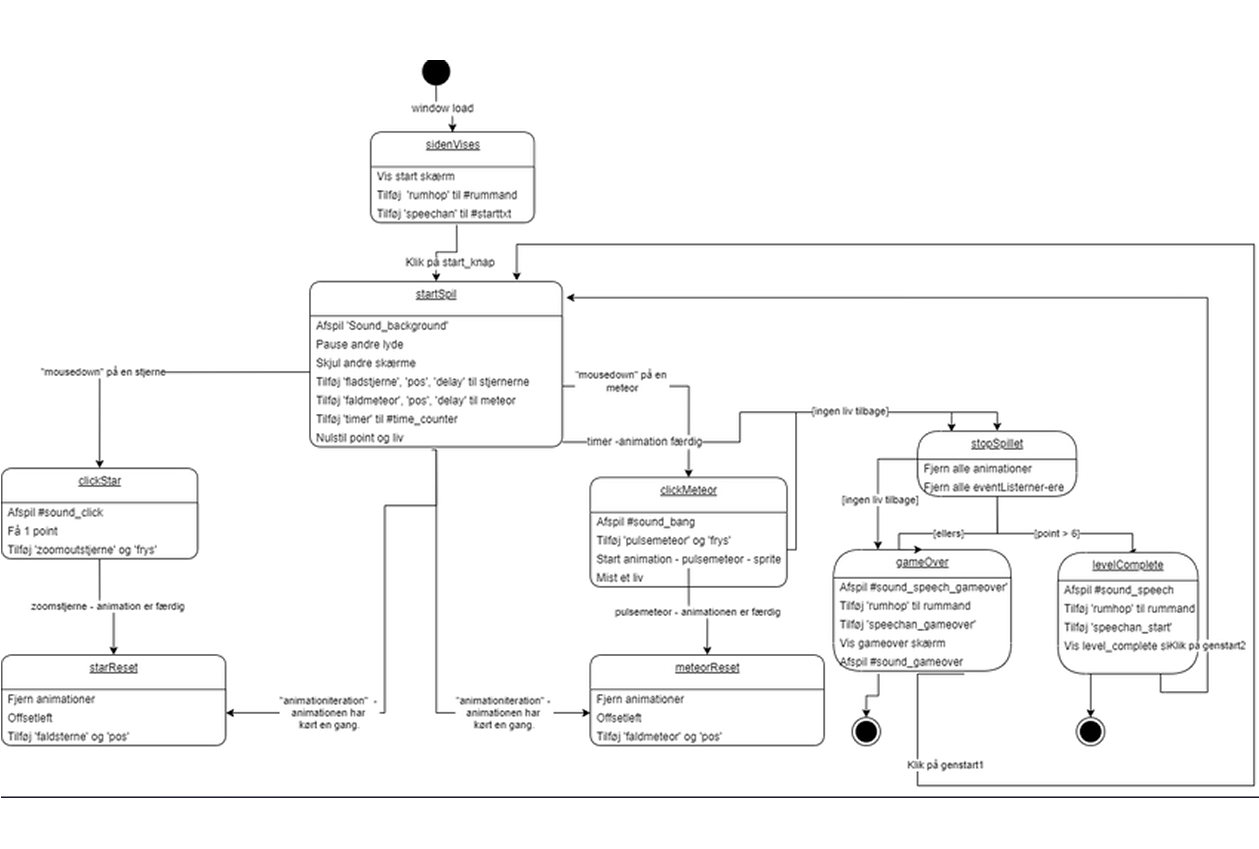 window load
sidenVises
Vis start skærm
Tilføj 'rumhop' til #rummand
Tilføj 'speechan' til #starttxt
Klik på start_knap
startSpil
Afspil 'Sound_background'
Pause andre lyde
Skjul andre skærme
Tilføj 'fladstjerne', 'pos', 'delay' til stjernerne
Tilføj 'faldmeteor', 'pos', 'delay' til meteor
Tilføj 'timer' til #time_counter
Nulstil point og liv
"mousedown" på en stjerne
"mousedown" på en
meteor
timer -animation færdig
[ingen liv tilbage]
clickStar
Afspil #sound_click
Få 1 point
Tilføj 'zoomoutstjerne' og 'frys'
zoomstjerne - animation er færdig
starReset
Fjern animationer
Offsetleft
Tilføj 'faldsterne' og 'pos'
"animationiteration" -
animationen har
kørt en gang.
"animationiteration" -
animationen har
kørt en gang.
clickMeteor
Afspil #sound_bang
Tilføj 'pulsemeteor' og 'frys'
Start animation - pulsemeteor - sprite
Mist et liv
pulsemeteor - animationen er færdig
meteorReset
Fjern animationer
Offsetleft
Tilføj 'faldmeteor' og 'pos'
stopSpillet
Fjern alle animationer
Fjern alle eventListerner-ere
[ingen liv tilbage]
[ellers]
[point > 6]
gameOver
Afspil #sound_speech_gameover'
Tilføj 'rumhop' til rummand
Tilføj 'speechan_gameover'
Vis gameover skærm
Afspil #sound_gameover
levelComplete
Afspil #sound_speech
Tilføj 'rumhop' til rummand
Tilføj 'speechan_start'
Vis level_complete
Klik på genstart2
Klik på genstart1